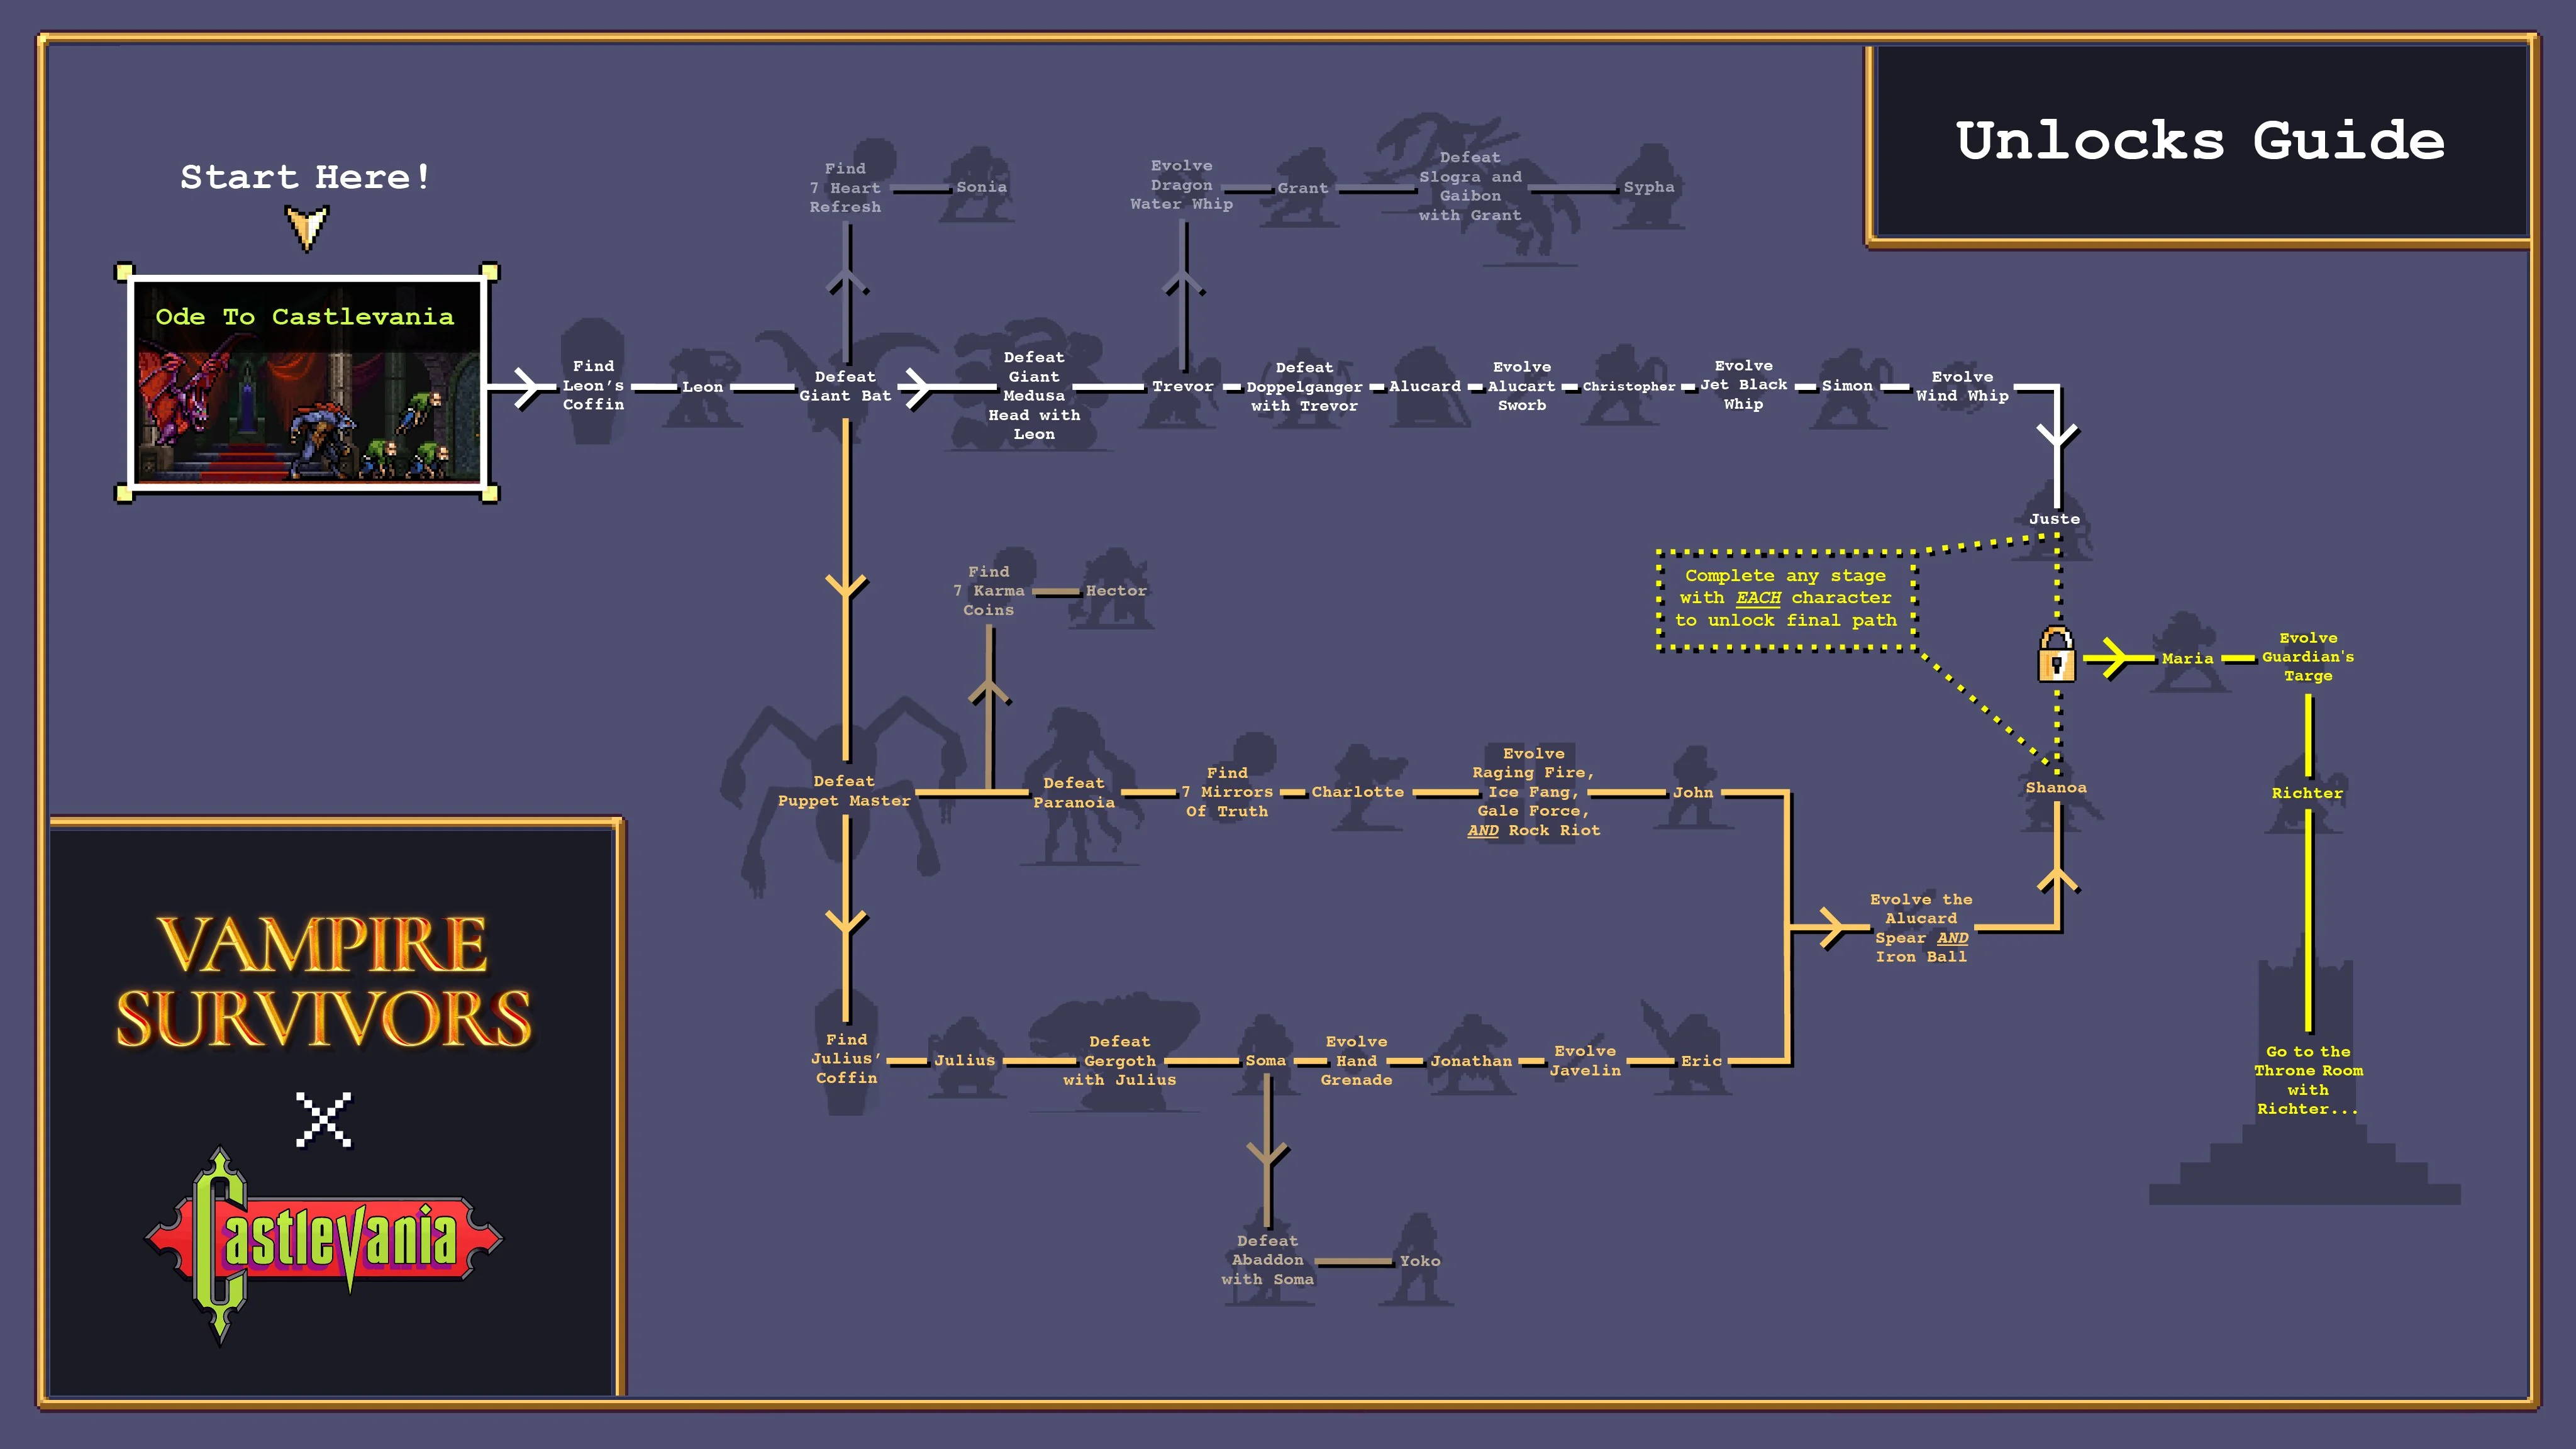 Unlocks Guide
Start Here!
Ode To Castlevania
Find
Leon's
Coffin
Leon
Defeat
Giant Bat
Find
7 Heart
Refresh
Sonia
Defeat
Giant
Medusa
Head with
Leon
Trevor
Evolve
Dragon
Water Whip
Grant
Defeat
Slogra and
Gaibon
with Grant
Sypha
Defeat
Doppelganger
with Trevor
Alucard
Evolve
Alucart
Sworb
Christopher
Evolve
Jet Black
Whip
Simon
Evolve
Wind Whip
Juste
Complete any stage
with EACH character
to unlock final path
Maria
Evolve
Guardian's
Targe
Richter
Go to the
Throne Room
with
Richter...
Find
7 Karma
Coins
Hector
Defeat
Puppet Master
Defeat
Paranoia
Find
7 Mirrors
Of Truth
Charlotte
Evolve
Raging Fire,
Ice Fang,
Gale Force,
AND Rock Riot
John
Shanoa
Evolve the
Alucard
Spear AND
Iron Ball
Find
Julius'
Coffin
Julius
Defeat
Gergoth
with Julius
Soma
Evolve
Hand
Grenade
Jonathan
Evolve
Javelin
Eric
Defeat
Abaddon
with Soma
Yoko
VAMPIRE
SURVIVORS
Castlevania